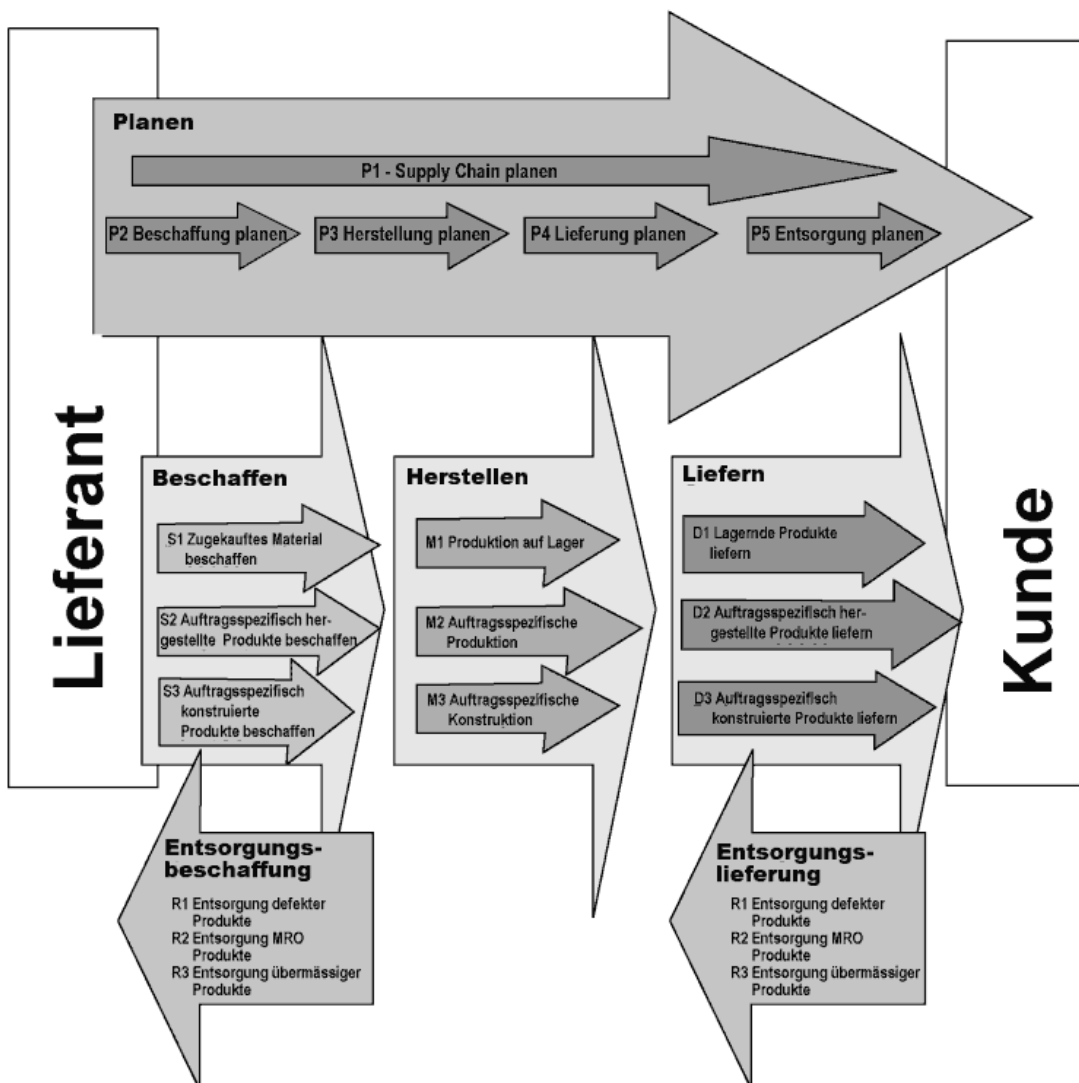 Lieferant
Planen
P1 - Supply Chain planen
P2 Beschaffung planen
P3 Herstellung planen
P4 Lieferung planen
P5 Entsorgung planen
Beschaffen
S1 Zugekauftes Material
beschaffen
S2 Auftragsspezifisch her-
gestellte Produkte beschaffen
S3 Auftragsspezifisch
konstruierte
Produkte beschaffen
Herstellen
M1 Produktion auf Lager
M2 Auftragsspezifische
Produktion
M3 Auftragsspezifische
Konstruktion
Liefern
D1 Lagernde Produkte
liefern
D2 Auftragsspezifisch her-
gestellte Produkte liefern
D3 Auftragsspezifisch
konstruierte Produkte liefern
Kunde
Entsorgungs-
beschaffung
R1 Entsorgung defekter
Produkte
R2 Entsorgung MRO
Produkte
R3 Entsorgung übermässiger
Produkte
Entsorgungs-
lieferung
R1 Entsorgung defekter
Produkte
R2 Entsorgung MRO
Produkte
R3 Entsorgung übermässiger
Produkte